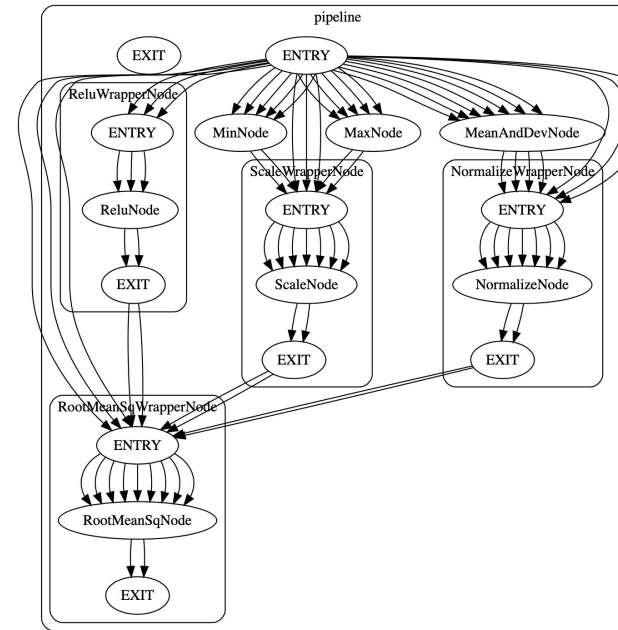 pipeline
EXIT
ENTRY
ReluWrapperNode
ENTRY
MinNode
MaxNode
MeanAndDevNode
ScaleWrapperNode
NormalizeWrapperNode
ReluNode
ENTRY
ENTRY
EXIT
ScaleNode
NormalizeNode
EXIT
EXIT
RootMeanSqWrapperNode
ENTRY
RootMeanSqNode
EXIT